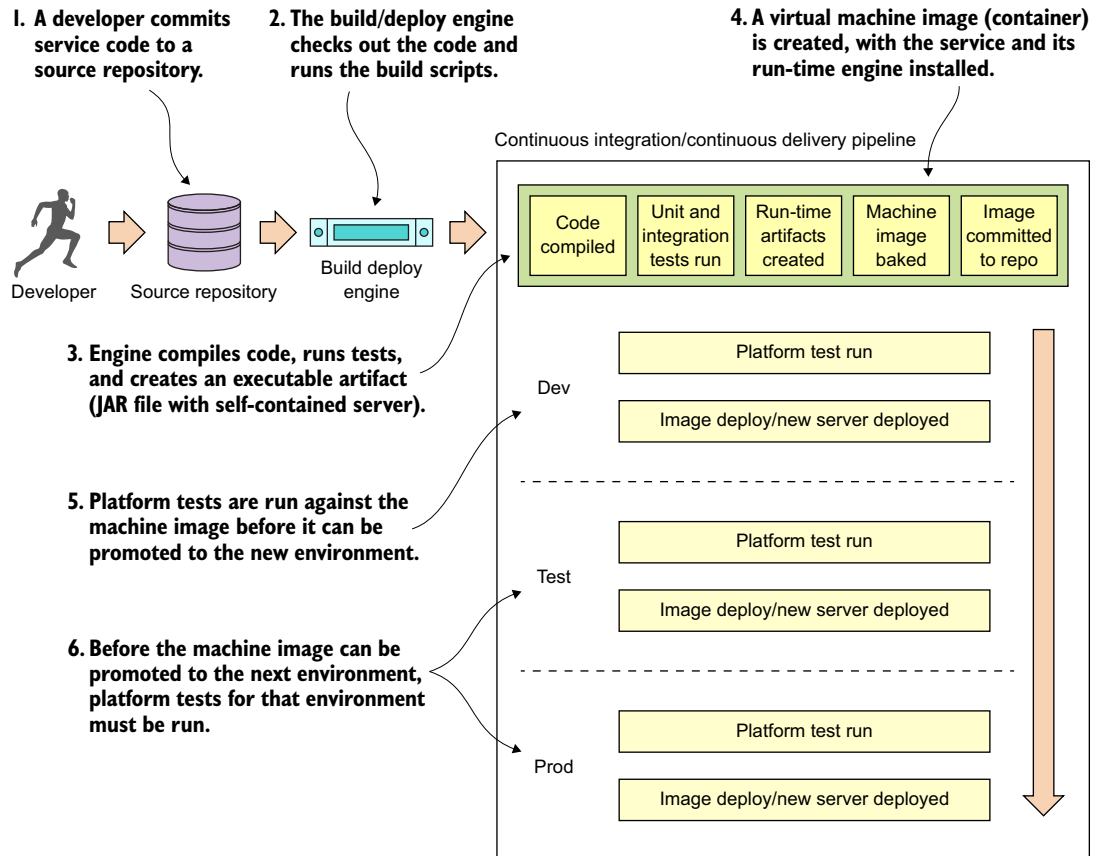 1. A developer commits
service code to a
source repository.
2. The build/deploy engine
checks out the code and
runs the build scripts.
4. A virtual machine image (container)
is created, with the service and its
run-time engine installed.
Continuous integration/continuous delivery pipeline
Developer
Source repository
Build deploy
engine
Code
compiled
Unit and
integration
tests run
Run-time
artifacts
created
Machine
image
baked
Image
committed
to repo
3. Engine compiles code, runs tests,
and creates an executable artifact
(JAR file with self-contained server).
Dev
Platform test run
Image deploy/new server deployed
5. Platform tests are run against the
machine image before it can be
promoted to the new environment.
Test
Platform test run
Image deploy/new server deployed
6. Before the machine image can be
promoted to the next environment,
platform tests for that environment
must be run.
Prod
Platform test run
Image deploy/new server deployed